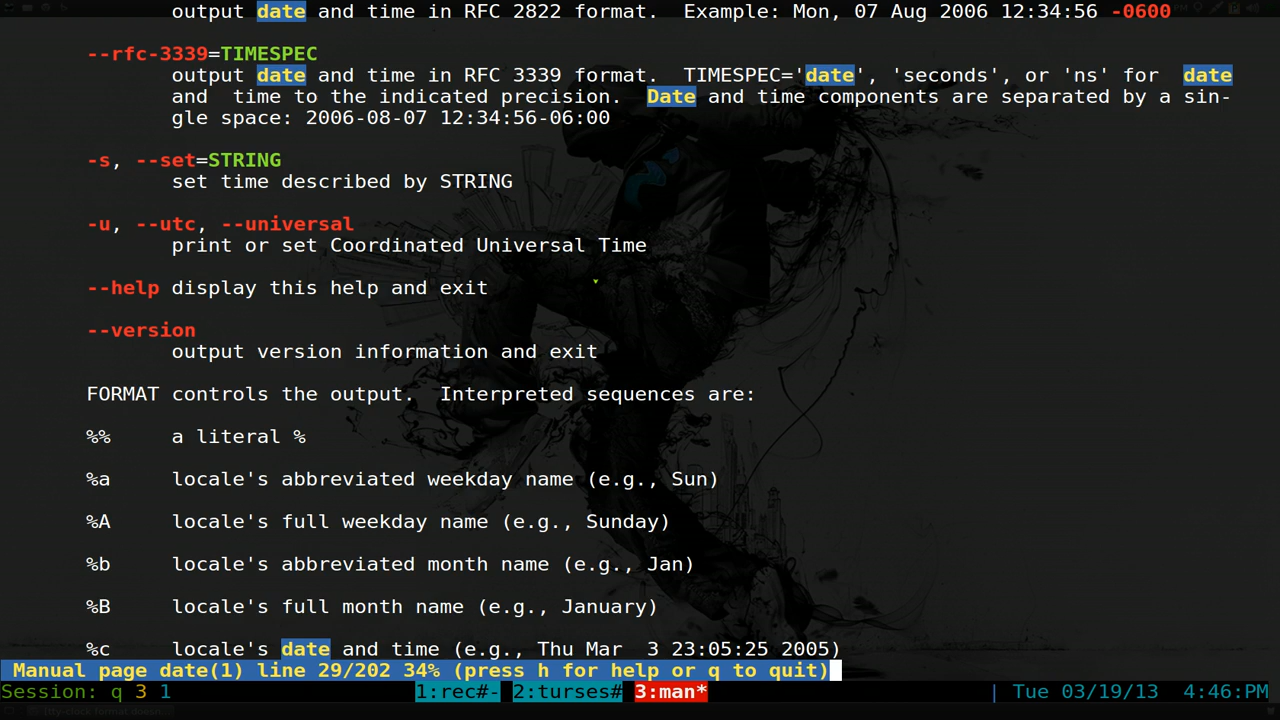 output date and time in RFC 2822 format.  Example: Mon, 07 Aug 2006 12:34:56 -0600
--rfc-3339=TIMESPEC
output date and time in RFC 3339 format.  TIMESPEC='date', 'seconds', or 'ns' for  date
and  time to the indicated precision.  Date and time components are separated by a sin-
gle space: 2006-08-07 12:34:56-06:00
-s, --set=STRING
set time described by STRING
-u, --utc, --universal
print or set Coordinated Universal Time
--help display this help and exit
--version
output version information and exit
FORMAT controls the output.  Interpreted sequences are:
%%     a literal %
%a     locale's abbreviated weekday name (e.g., Sun)
%A     locale's full weekday name (e.g., Sunday)
%b     locale's abbreviated month name (e.g., Jan)
%B     locale's full month name (e.g., January)
%c     locale's date and time (e.g., Thu Mar  3 23:05:25 2005)
Manual page date(1) line 29/202 34% (press h for help or q to quit)
Session: q 3 1 1:rec#- 2:turses# 3:man* | Tue 03/19/13  4:46:PM